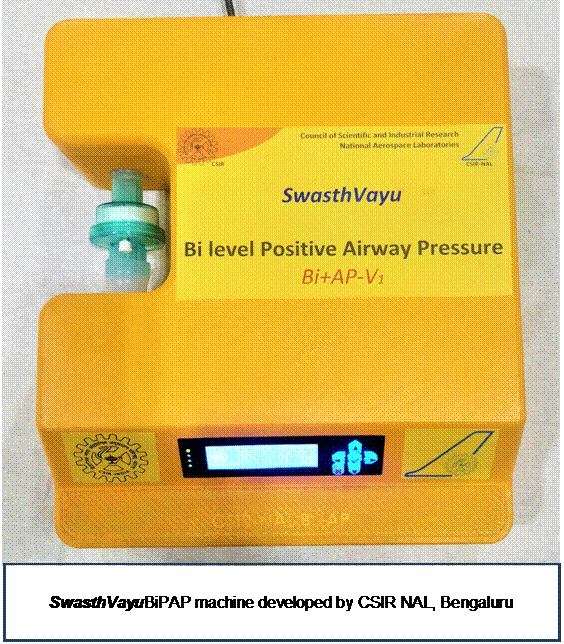 Council of Scientific and Industrial Research
National Aerospace Laboratories
CSIR
CSIR-NAL
SwasthVayu
Bi level Positive Airway Pressure
Bi+AP-V1
SwasthVayuBiPAP machine developed by CSIR NAL, Bengaluru